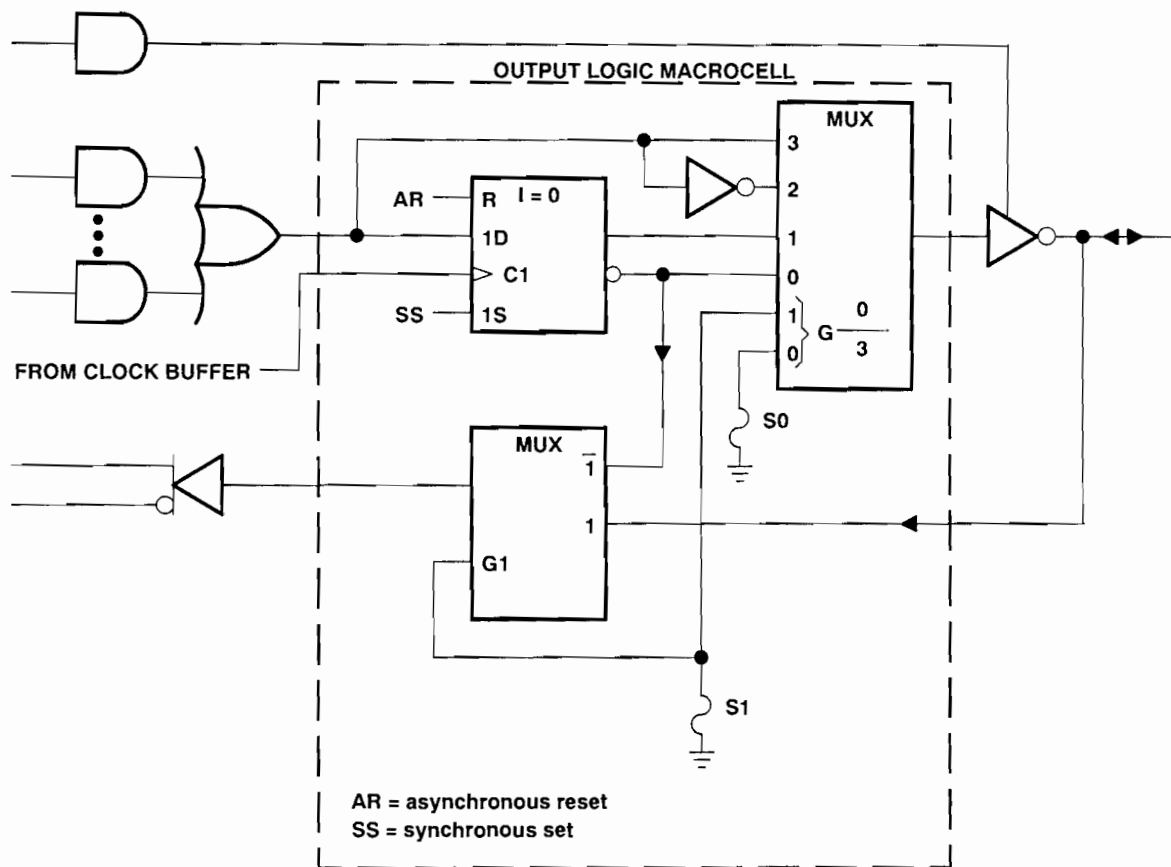 OUTPUT LOGIC MACROCELL
MUX
3
2
1
0
1
0
G 0
3
AR
R
I = 0
1D
C1
SS
1S
FROM CLOCK BUFFER
S0
MUX
1̅
1
G1
S1
AR = asynchronous reset
SS = synchronous set